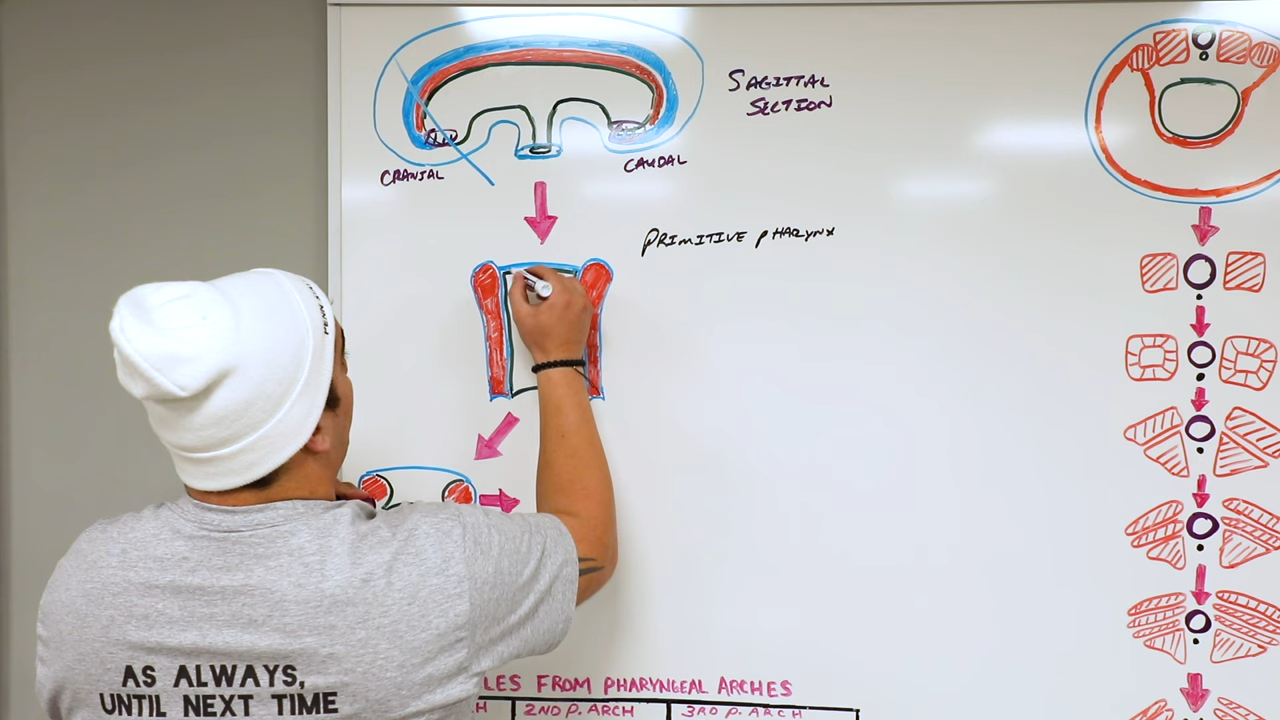 SAGITTAL
SECTION
CRANIAL
CAUDAL
PRIMITIVE PHARYNX
LES FROM PHARYNGEAL ARCHES
H
2ND P. ARCH
3RD P. ARCH
AS ALWAYS,
UNTIL NEXT TIME